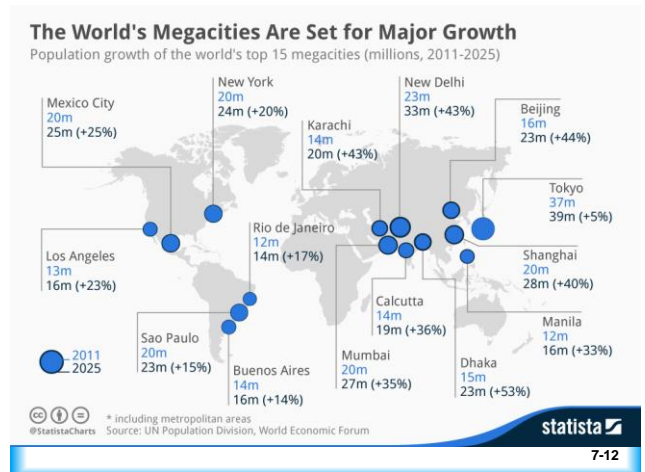 The World's Megacities Are Set for Major Growth
Population growth of the world's top 15 megacities (millions, 2011-2025)
Mexico City
20m
25m (+25%)
New York
20m
24m (+20%)
Karachi
14m
20m (+43%)
New Delhi
23m
33m (+43%)
Beijing
16m
23m (+44%)
Tokyo
37m
39m (+5%)
Los Angeles
13m
16m (+23%)
Rio de Janeiro
12m
14m (+17%)
Shanghai
20m
28m (+40%)
Calcutta
14m
19m (+36%)
Manila
12m
16m (+33%)
Sao Paulo
20m
23m (+15%)
Buenos Aires
14m
16m (+14%)
Mumbai
20m
27m (+35%)
Dhaka
15m
23m (+53%)
2011
2025
cc
@StatistaCharts
* including metropolitan areas
Source: UN Population Division, World Economic Forum
statista
7-12